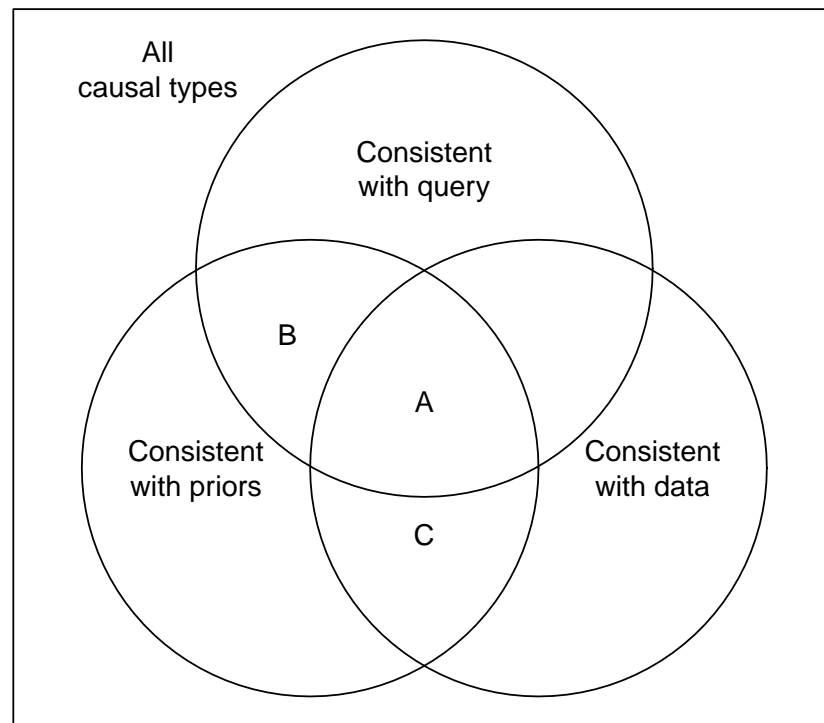 All
causal types
Consistent
with query
B
A
Consistent
with priors
Consistent
with data
C